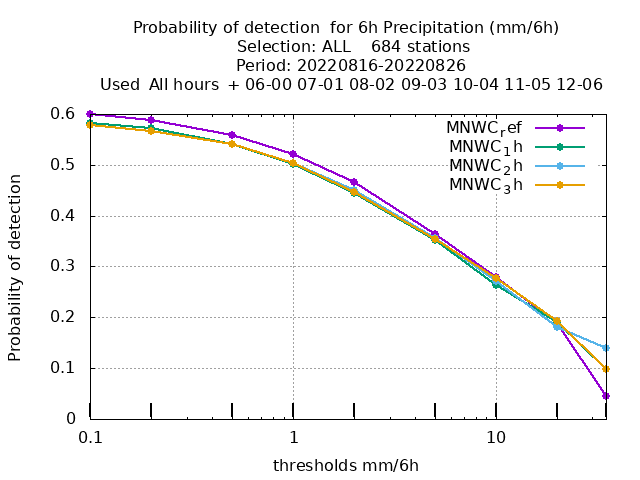 Probability of detection  for 6h Precipitation (mm/6h)
Selection: ALL    684 stations
Period: 20220816-20220826
Used  All hours  + 06-00 07-01 08-02 09-03 10-04 11-05 12-06
0.6
0.5
0.4
0.3
0.2
0.1
0
Probability of detection
MNWC_ref
MNWC_1h
MNWC_2h
MNWC_3h
0.1 1 10
thresholds mm/6h